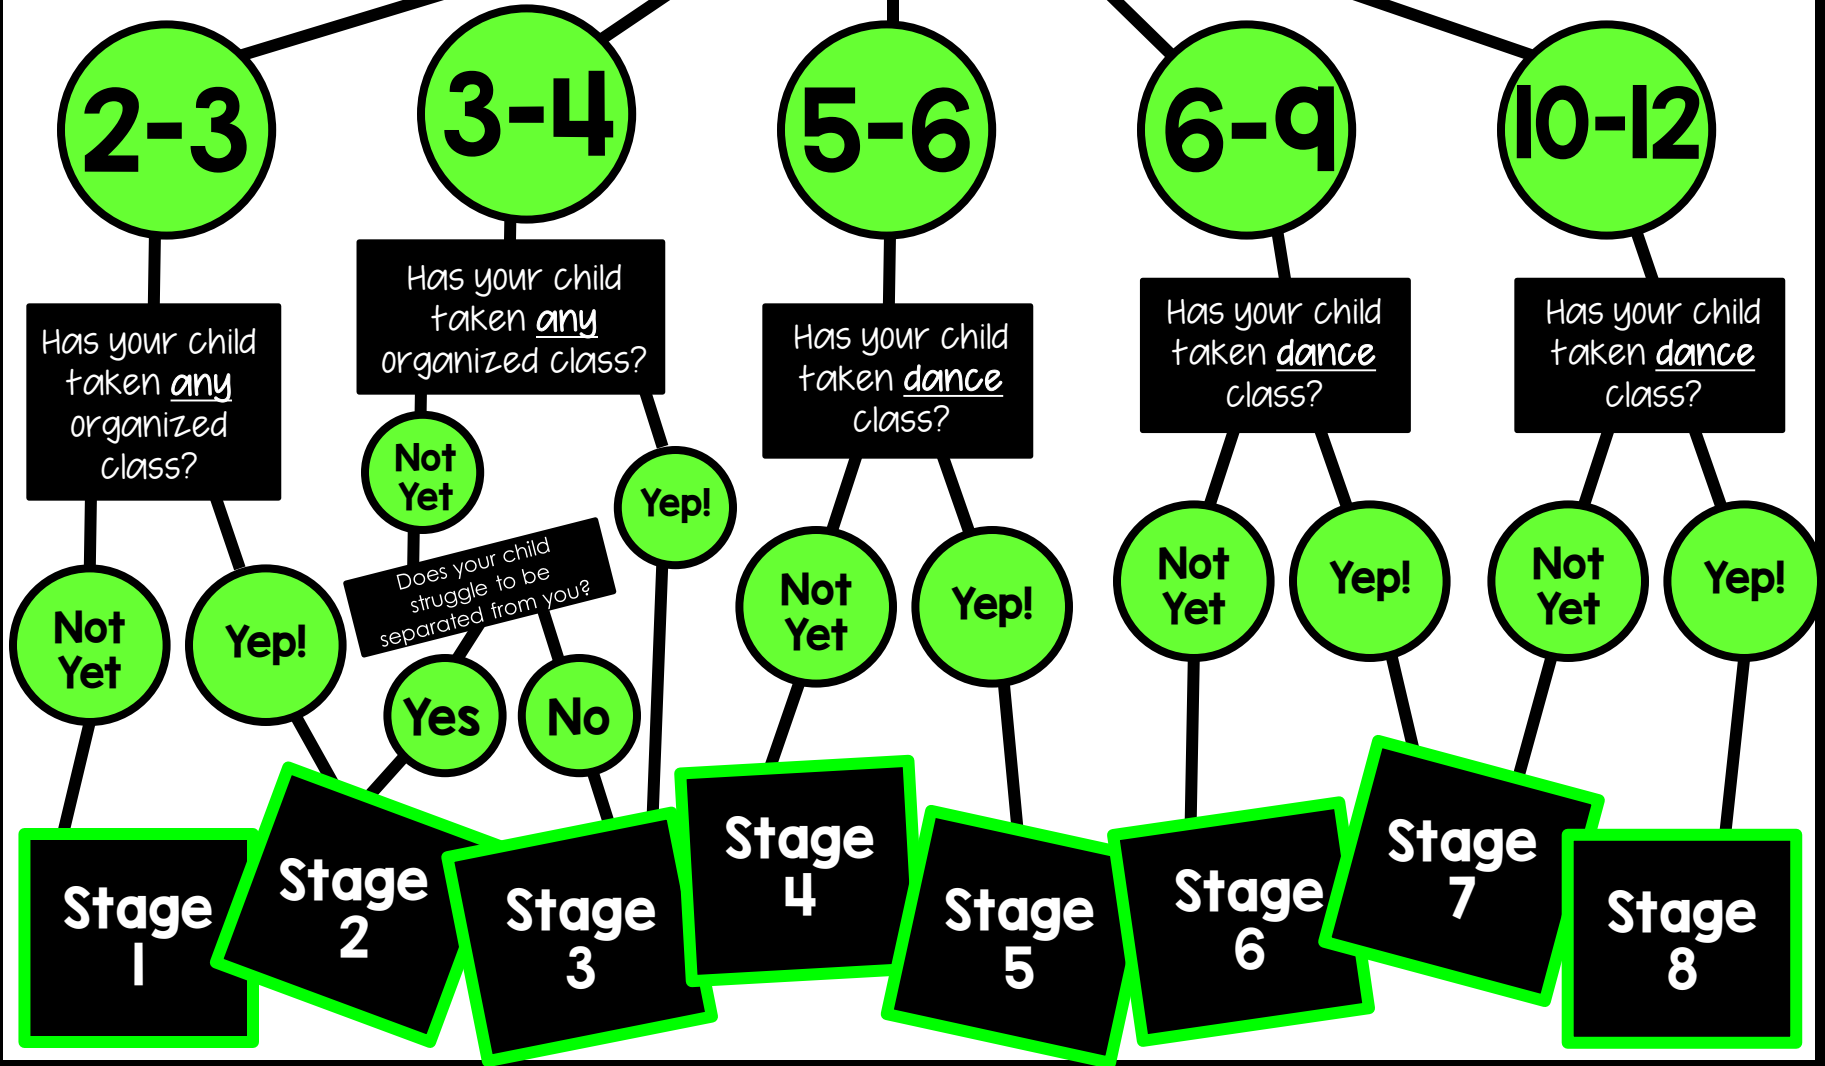 2-3
3-4
5-6
6-9
10-12
Has your child
taken any
organized
class?
Not
Yet
Yep!
Has your child
taken any
organized class?
Not
Yet
Yep!
Does your child
struggle to be
separated from you?
Yes
No
Has your child
taken dance
class?
Not
Yet
Yep!
Has your child
taken dance
class?
Not
Yet
Yep!
Has your child
taken dance
class?
Not
Yet
Yep!
Stage
1
Stage
2
Stage
3
Stage
4
Stage
5
Stage
6
Stage
7
Stage
8